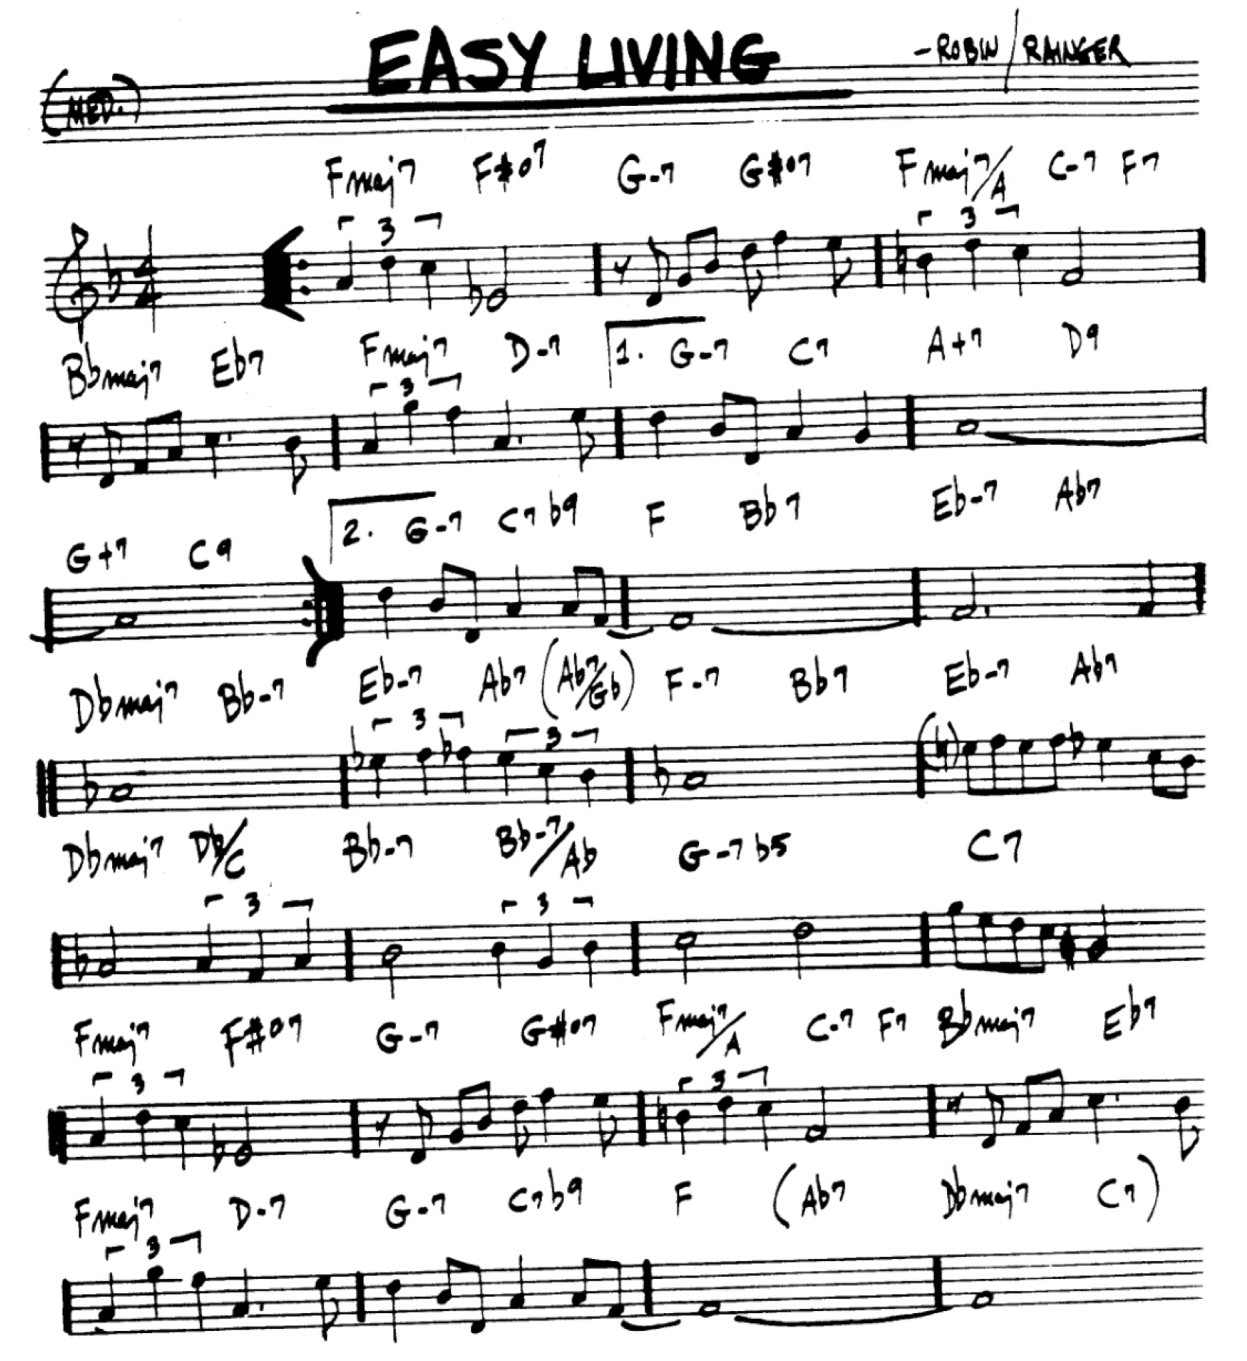 EASY LIVING
-ROBIN/RAINGER
(MED.)
Fmaj7 F#o7 G-7 G#o7 Fmaj7/A C-7 F7
3 3
Bbmaj7 Eb7 Fmaj7 D-7 1. G-7 C7 A+7 D9
3
G+7 C9 2. G-7 C7b9 F Bb7 Eb-7 Ab7
Dbmaj7 Bb-7 Eb-7 Ab7 (Ab7/Gb) F-7 Bb7 Eb-7 Ab7
3 3
Dbmaj7 Db/C Bb-7 Bb-7/Ab G-7b5 C7
3 3
Fmaj7 F#o7 G-7 G#o7 Fmaj7/A C-7 F7 Bbmaj7 Eb7
3 3
Fmaj7 D-7 G-7 C7b9 F (Ab7 Dbmaj7 C7)
3